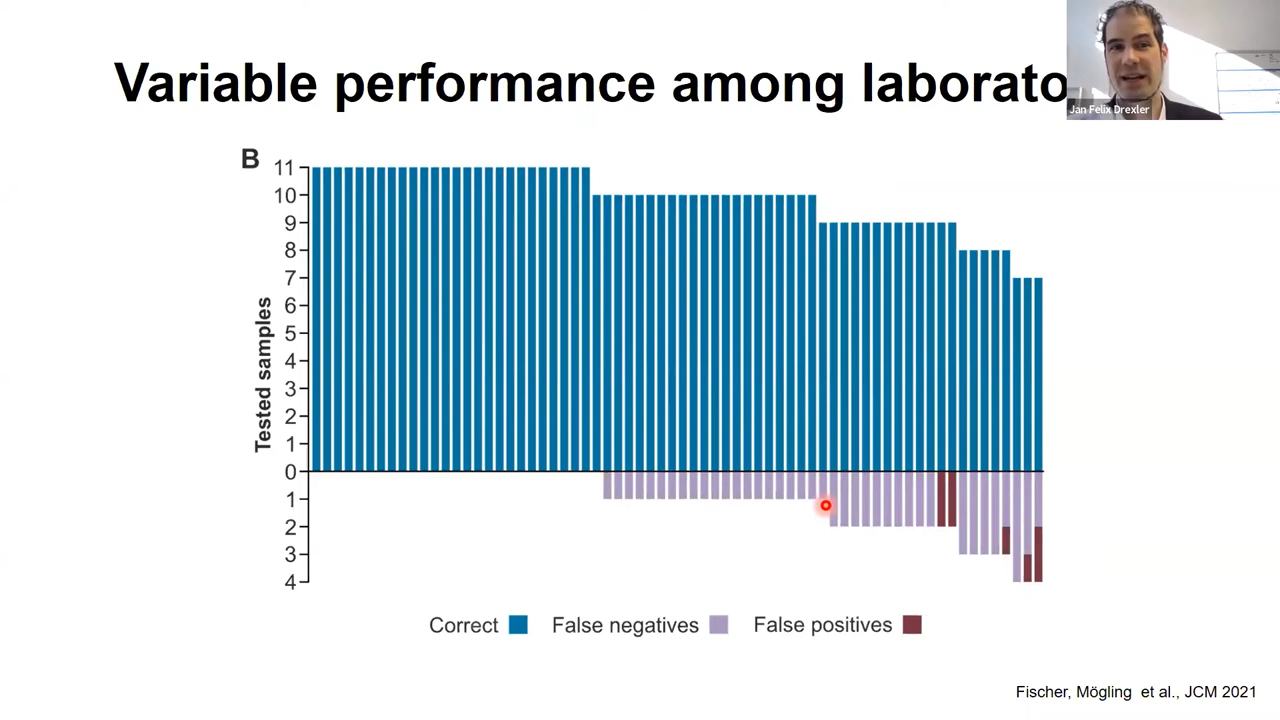 Variable performance among laborato
Jan Felix Drexler
B
11
10
9
8
7
6
5
4
3
2
1
0
1
2
3
4
Tested samples
Correct
False negatives
False positives
Fischer, Mögling et al., JCM 2021